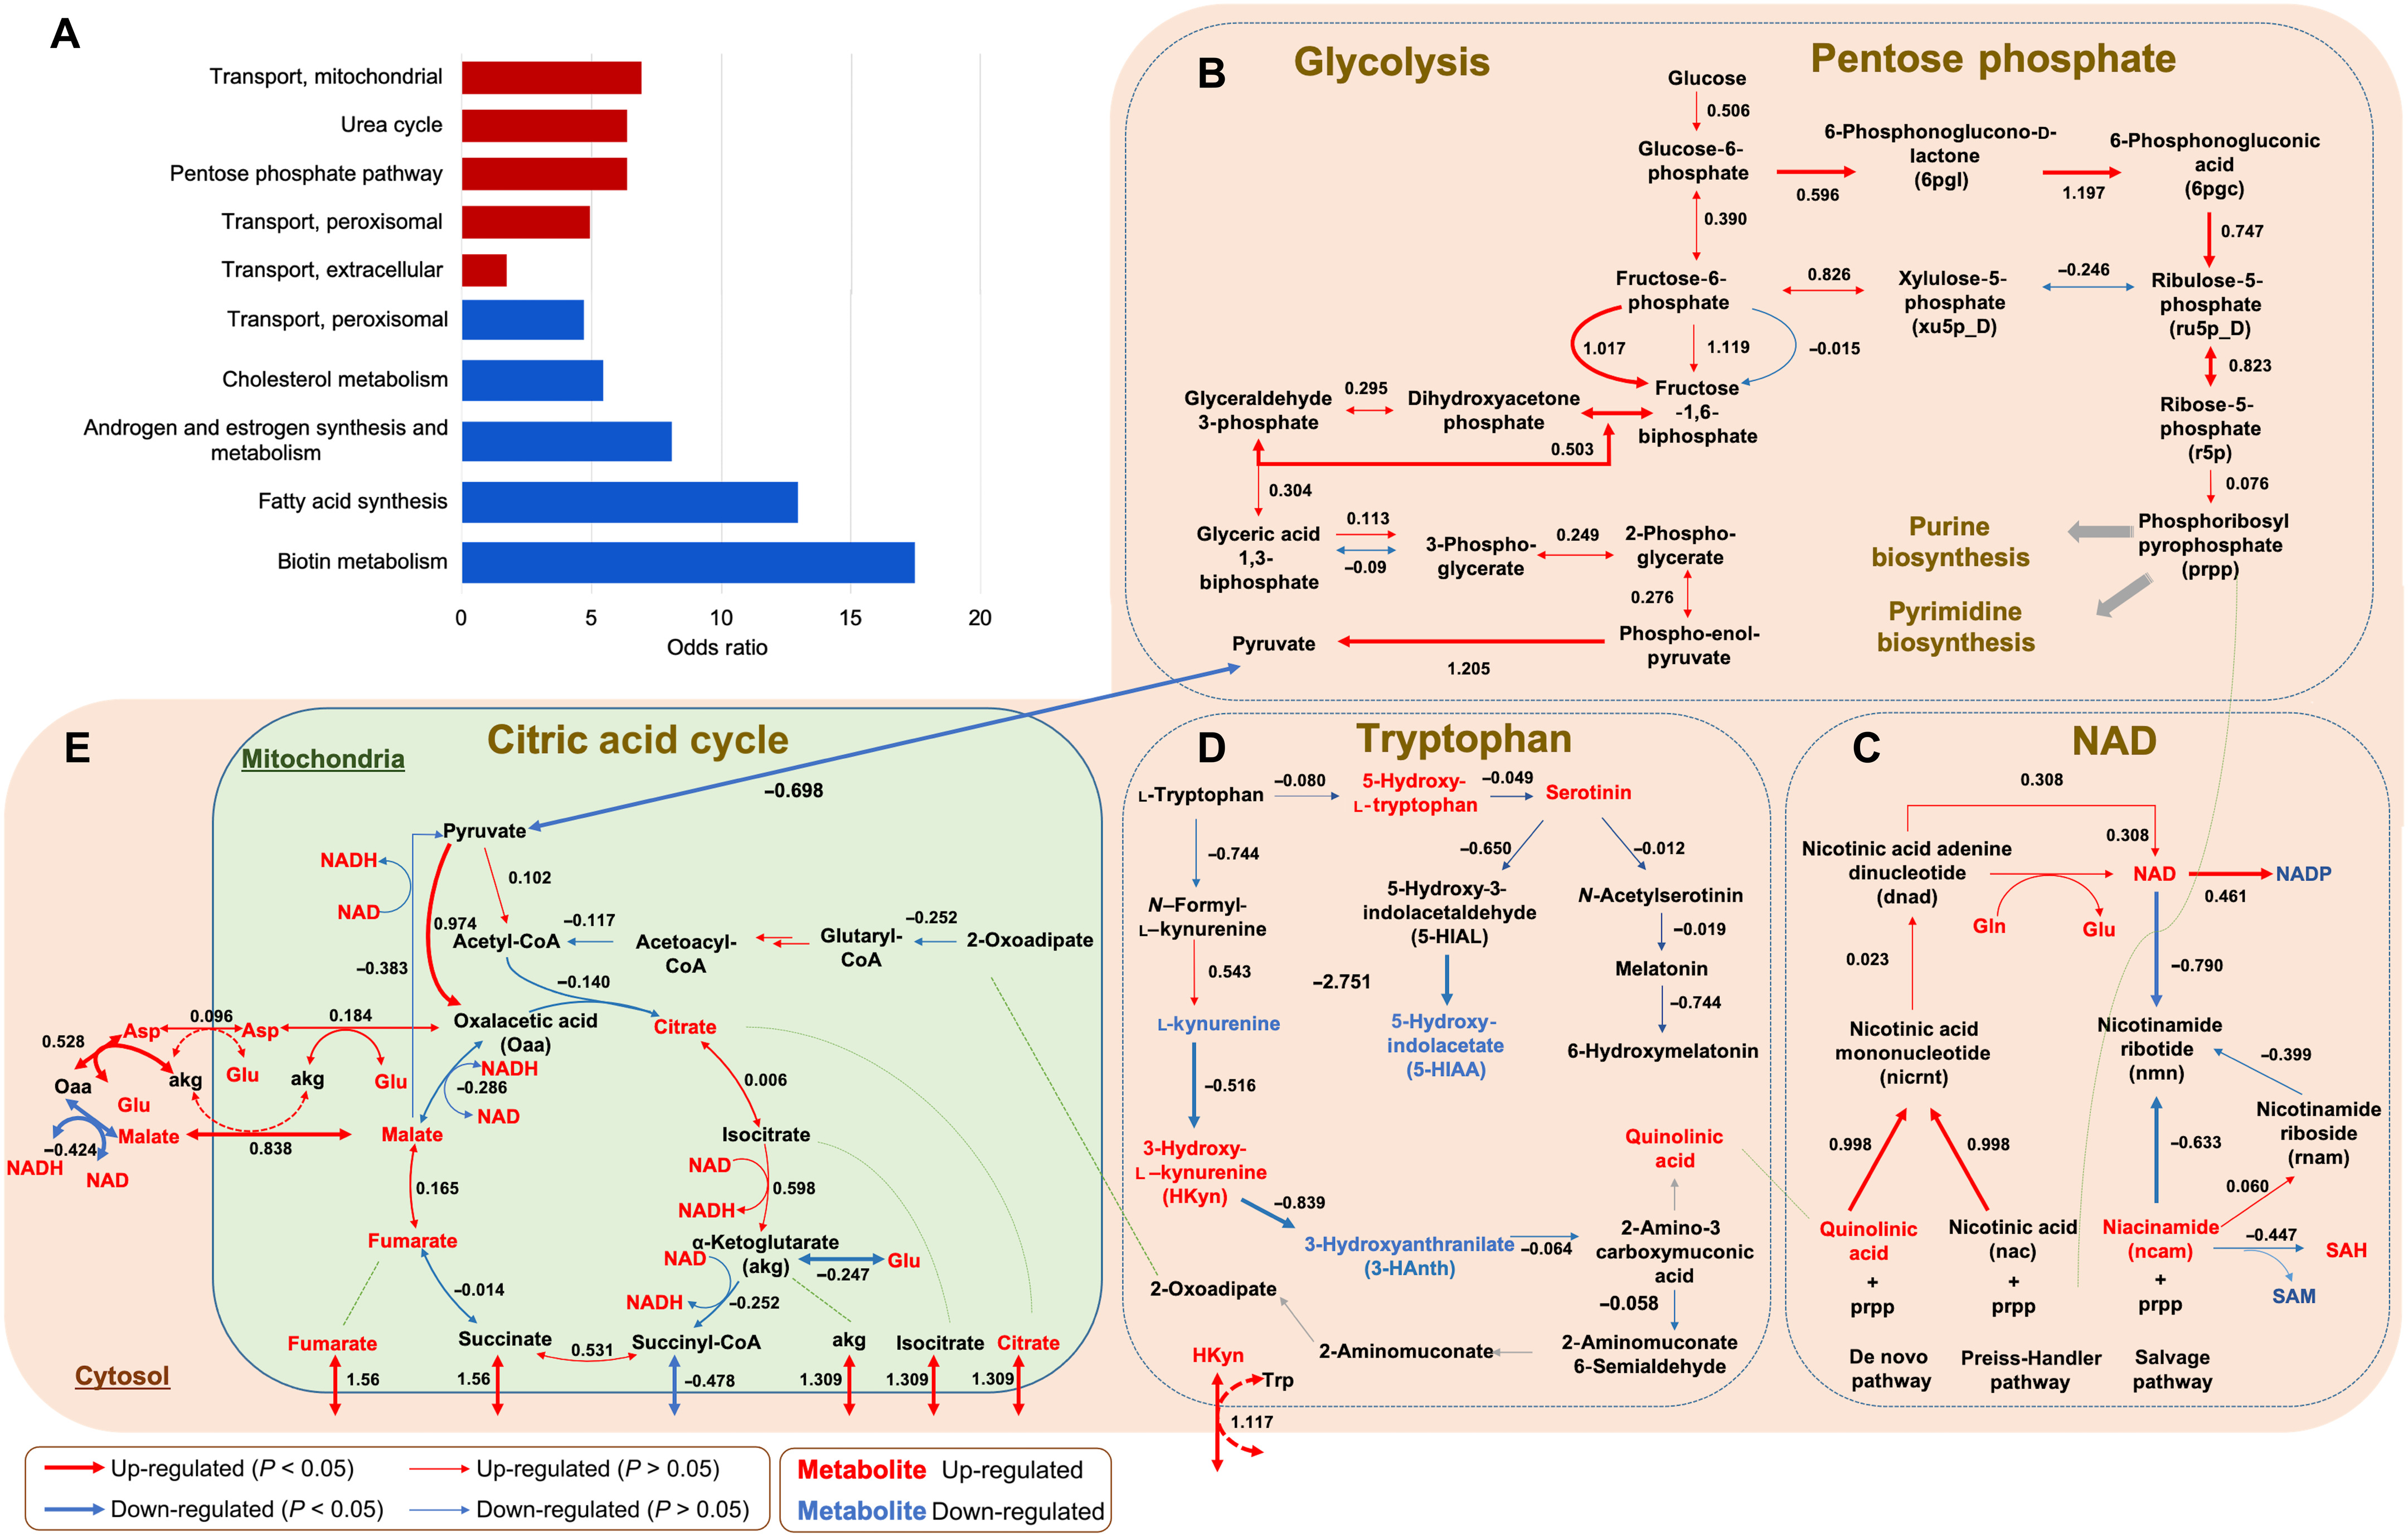 A
Transport, mitochondrial
Urea cycle
Pentose phosphate pathway
Transport, peroxisomal
Transport, extracellular
Transport, peroxisomal
Cholesterol metabolism
Androgen and estrogen synthesis and
metabolism
Fatty acid synthesis
Biotin metabolism
0 5 10 15 20
Odds ratio
B
Glycolysis
Pentose phosphate
Glucose
0.506
Glucose-6-
phosphate
0.596
6-Phosphonoglucono-D-
lactone
(6pgl)
1.197
6-Phosphonogluconic
acid
(6pgc)
0.747
0.390
Fructose-6-
phosphate
0.826
Xylulose-5-
phosphate
(xu5p_D)
−0.246
Ribulose-5-
phosphate
(ru5p_D)
0.823
1.017
1.119
−0.015
Ribose-5-
phosphate
(r5p)
0.076
Glyceraldehyde
3-phosphate
0.295
Dihydroxyacetone
phosphate
Fructose
-1,6-
biphosphate
0.503
0.304
Glyceric acid
1,3-
biphosphate
0.113
−0.09
3-Phospho-
glycerate
0.249
2-Phospho-
glycerate
0.276
Phospho-enol-
pyruvate
1.205
Pyruvate
Purine
biosynthesis
Pyrimidine
biosynthesis
Phosphoribosyl
pyrophosphate
(prpp)
E
Mitochondria
Citric acid cycle
−0.698
Pyruvate
NADH
NAD
0.102
0.974
−0.383
Acetyl-CoA
−0.117
Acetoacyl-
CoA
Glutaryl-
CoA
−0.252
2-Oxoadipate
−0.140
Oxalacetic acid
(Oaa)
Citrate
0.528
Asp
0.096
Asp
0.184
Oaa
Glu
akg
Glu
akg
Glu
NADH
−0.286
NAD
Malate
−0.424
NADH
NAD
0.838
Malate
0.006
Isocitrate
NAD
0.598
NADH
0.165
Fumarate
α-Ketoglutarate
(akg)
NAD
−0.247
Glu
NADH
−0.252
−0.014
Fumarate
Succinate
0.531
Succinyl-CoA
akg
Isocitrate
Citrate
1.56
1.56
−0.478
1.309
1.309
1.309
Cytosol
D
Tryptophan
L-Tryptophan
−0.080
5-Hydroxy-
L-tryptophan
−0.049
Serotinin
−0.744
−0.650
−0.012
N–Formyl-
L–kynurenine
5-Hydroxy-3-
indolacetaldehyde
(5-HIAL)
N-Acetylserotinin
−0.019
0.543
−2.751
Melatonin
−0.744
L-kynurenine
5-Hydroxy-
indolacetate
(5-HIAA)
6-Hydroxymelatonin
−0.516
3-Hydroxy-
L–kynurenine
(HKyn)
−0.839
3-Hydroxyanthranilate
(3-HAnth)
−0.064
Quinolinic
acid
2-Amino-3
carboxymuconic
acid
−0.058
2-Aminomuconate
6-Semialdehyde
2-Aminomuconate
2-Oxoadipate
HKyn
Trp
1.117
C
NAD
0.308
Nicotinic acid adenine
dinucleotide
(dnad)
0.308
NAD
0.461
NADP
Gln
Glu
0.023
−0.790
Nicotinic acid
mononucleotide
(nicrnt)
Nicotinamide
ribotide
(nmn)
−0.399
Nicotinamide
riboside
(rnam)
0.998
0.998
−0.633
0.060
Quinolinic
acid
+
prpp
Nicotinic acid
(nac)
+
prpp
Niacinamide
(ncam)
+
prpp
−0.447
SAH
SAM
De novo
pathway
Preiss-Handler
pathway
Salvage
pathway
Up-regulated (P < 0.05)
Up-regulated (P > 0.05)
Down-regulated (P < 0.05)
Down-regulated (P > 0.05)
Metabolite Up-regulated
Metabolite Down-regulated